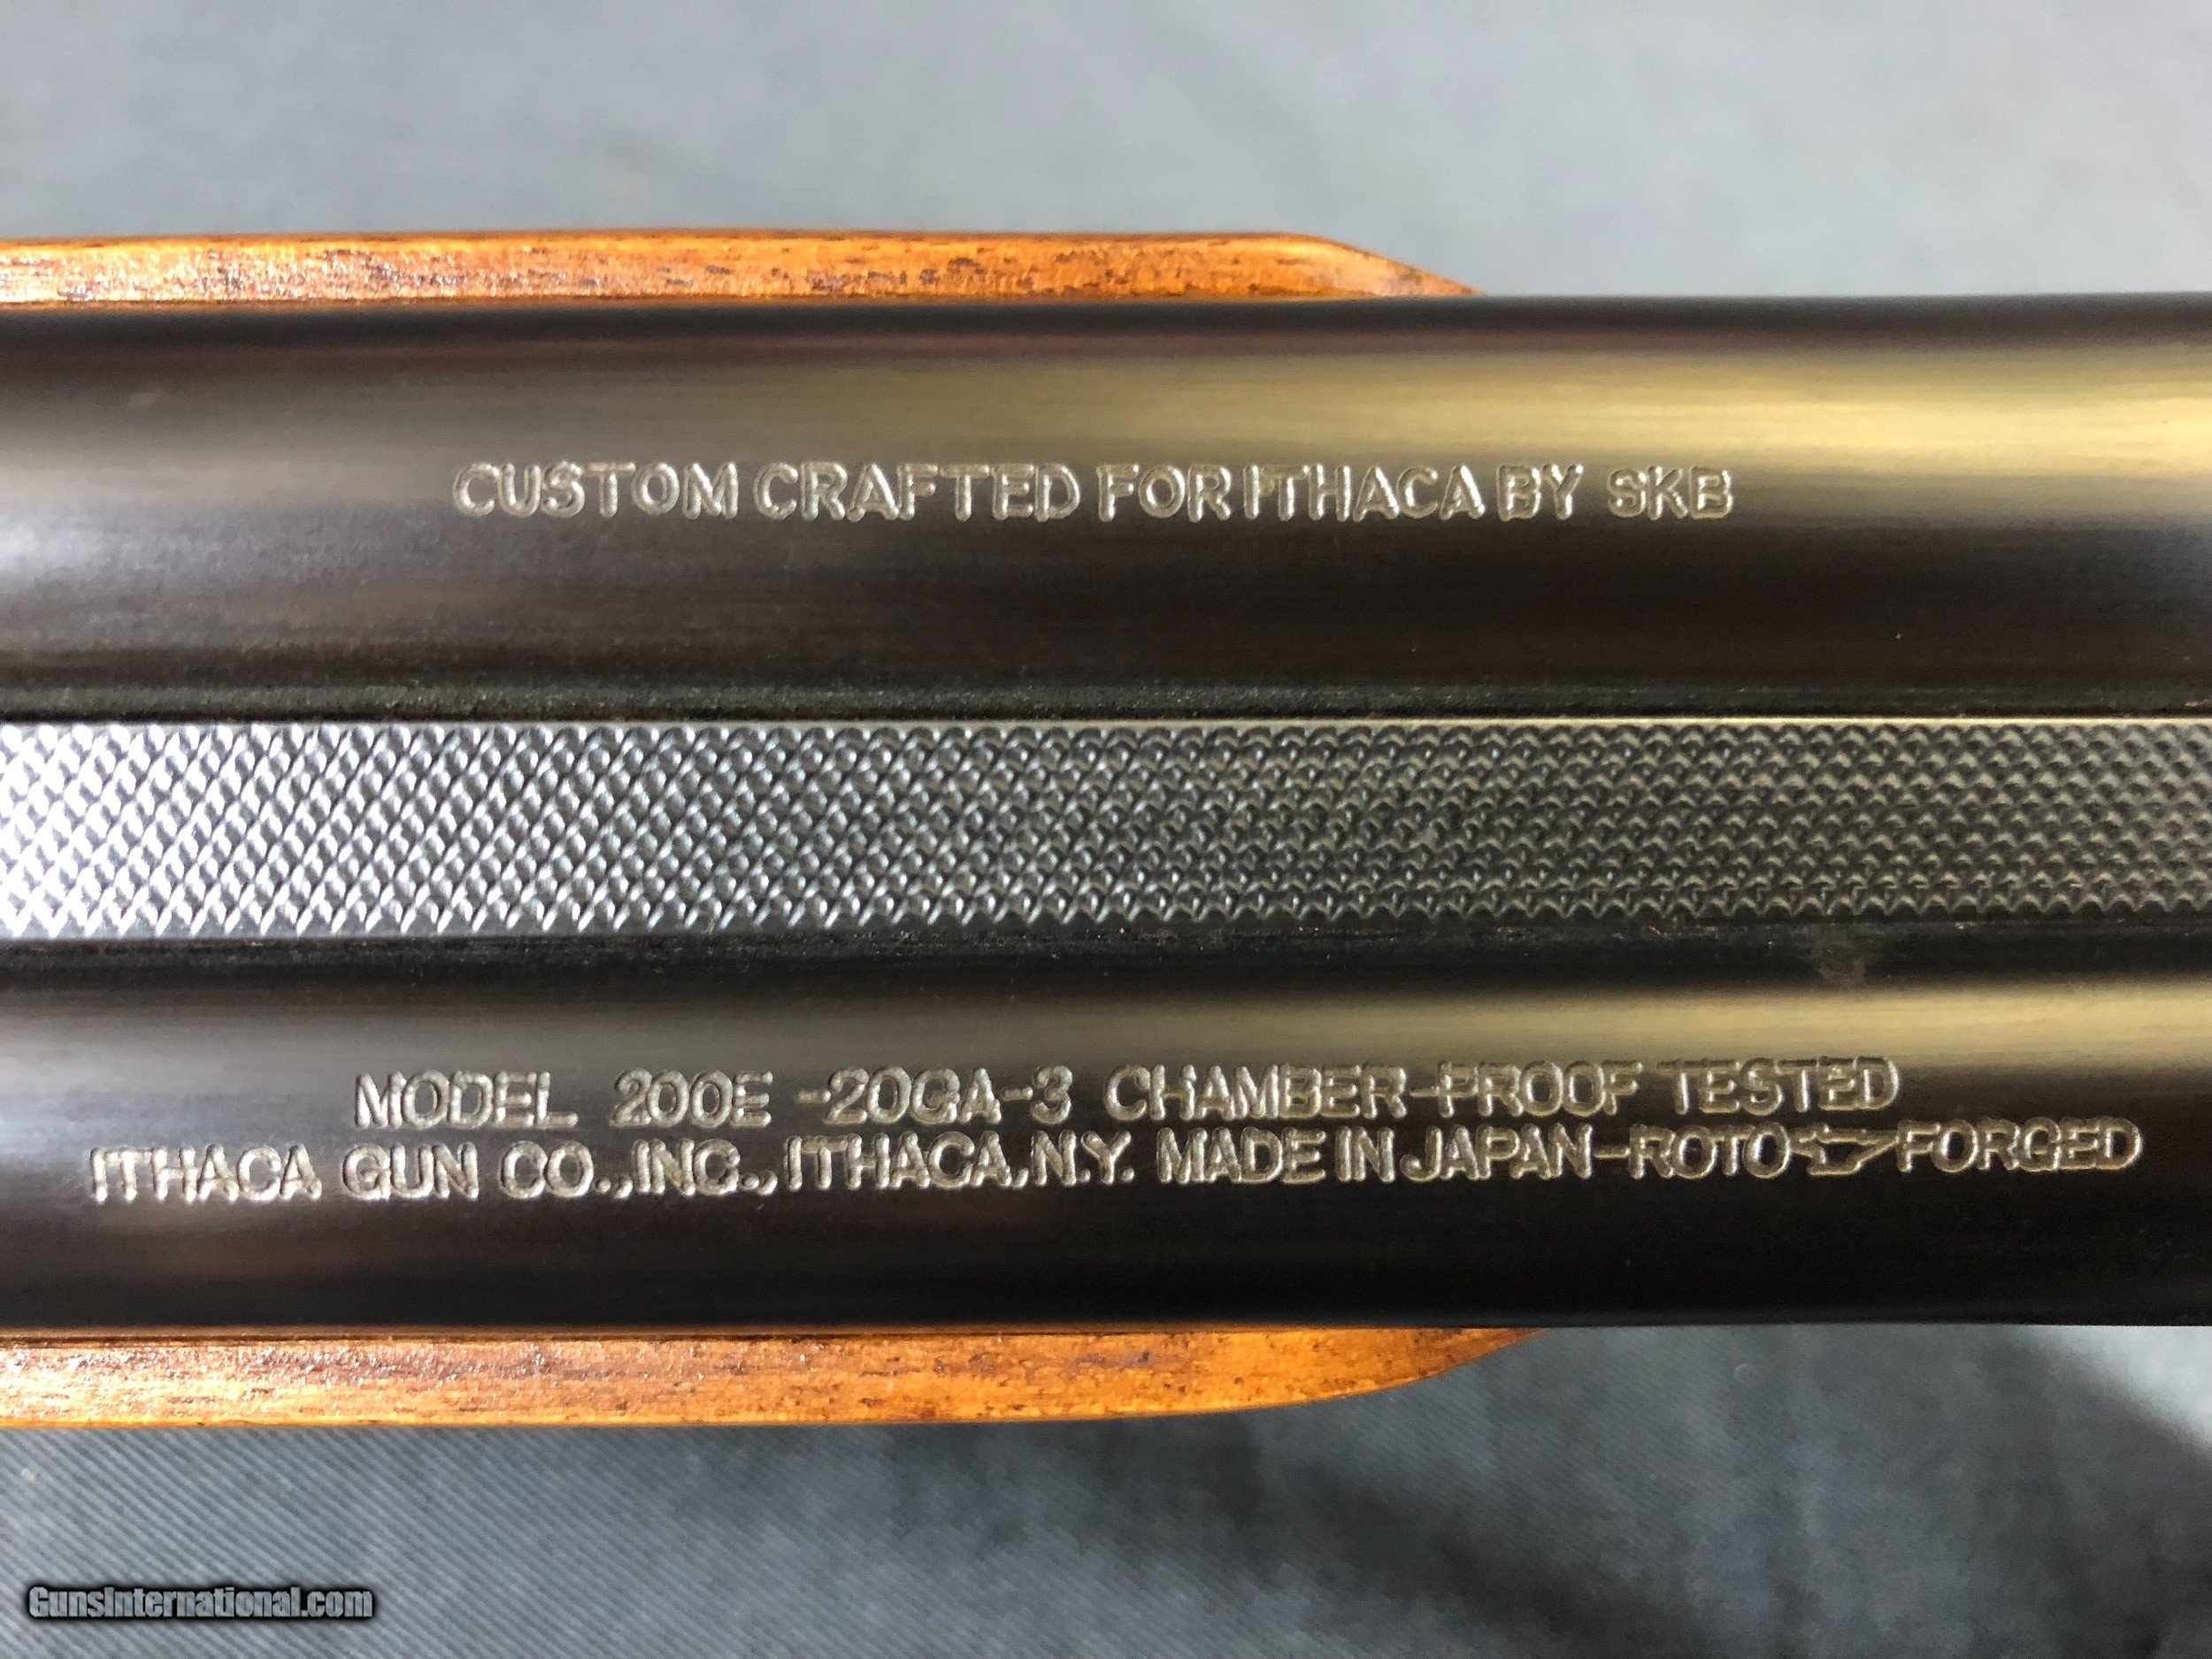 CUSTOM CRAFTED FOR ITHACA BY SKB
MODEL 200E -20GA-3 CHAMBER-PROOF TESTED
ITHACA GUN CO.,INC.,ITHACA,N.Y. MADE IN JAPAN-ROTO FORGED
GunsInternational.com